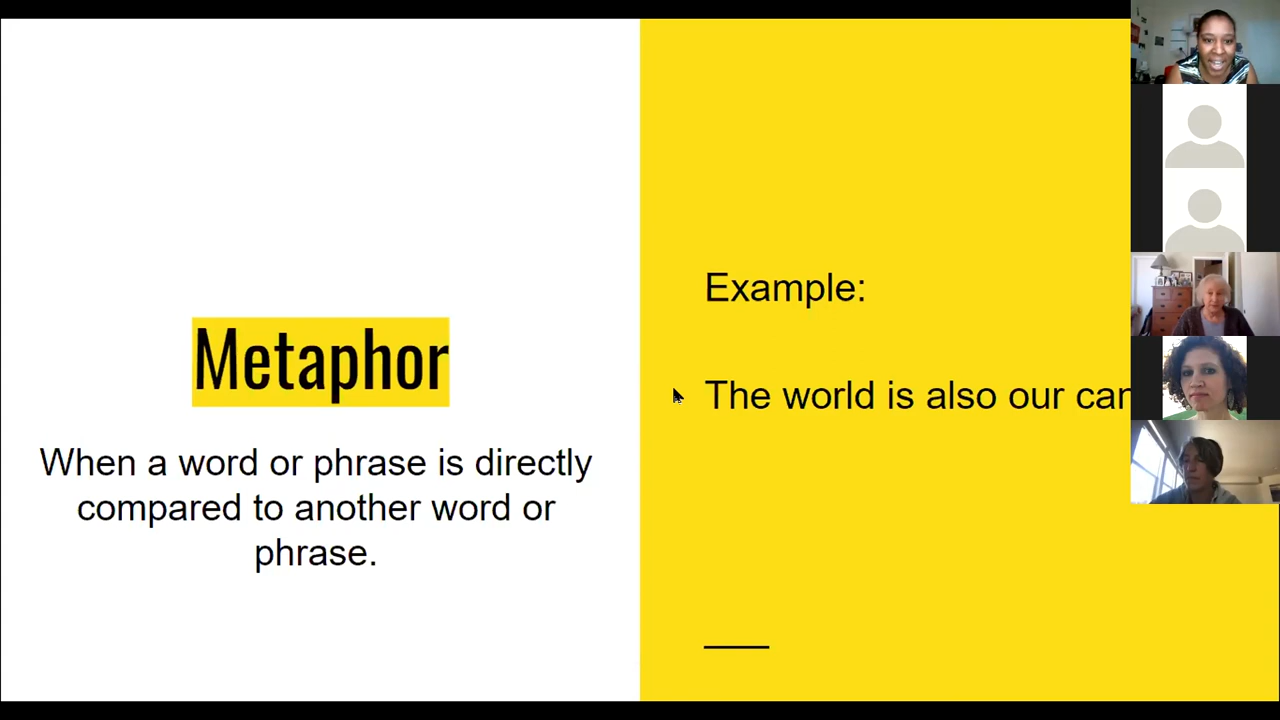 Metaphor
When a word or phrase is directly
compared to another word or
phrase.
Example:
The world is also our